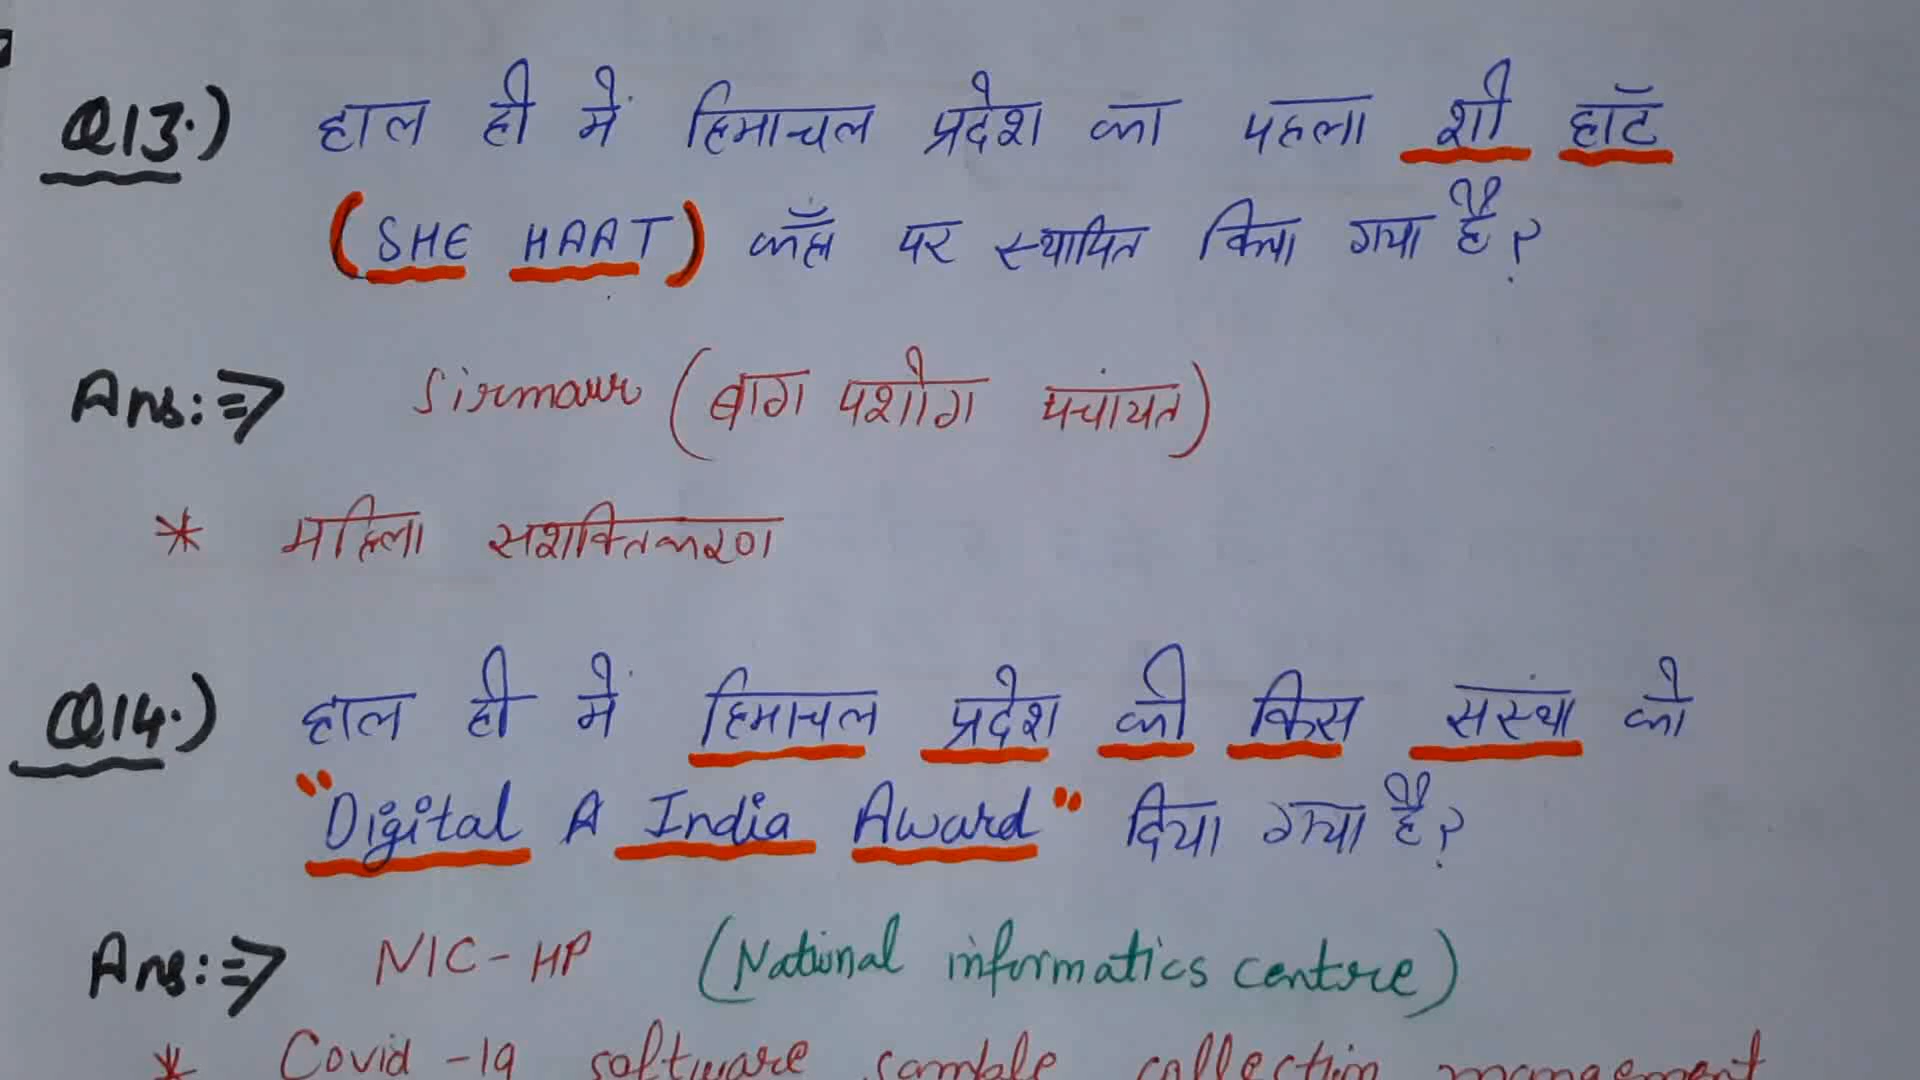 Q13.) हाल ही में हिमाचल प्रदेश का पहला शी हॉट
(SHE HAAT) कहाँ पर स्थापित किया गया है?
Ans:⇒ Sirmaur (बाग पशोग पंचायत)
* महिला सशक्तिकरण
Q14.) हाल ही में हिमाचल प्रदेश की किस संस्था को
"Digital A India Award" दिया गया है?
Ans:⇒ NIC-HP (National informatics centre)
* Covid-19 software sample collection management